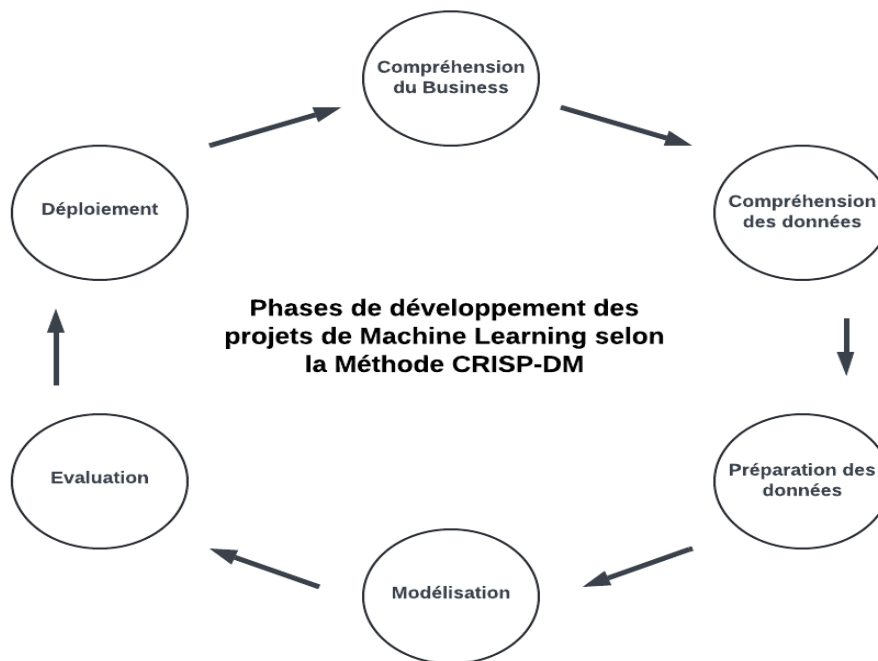 Compréhension
du Business
Compréhension
des données
Préparation des
données
Modélisation
Evaluation
Déploiement
Phases de développement des
projets de Machine Learning selon
la Méthode CRISP-DM